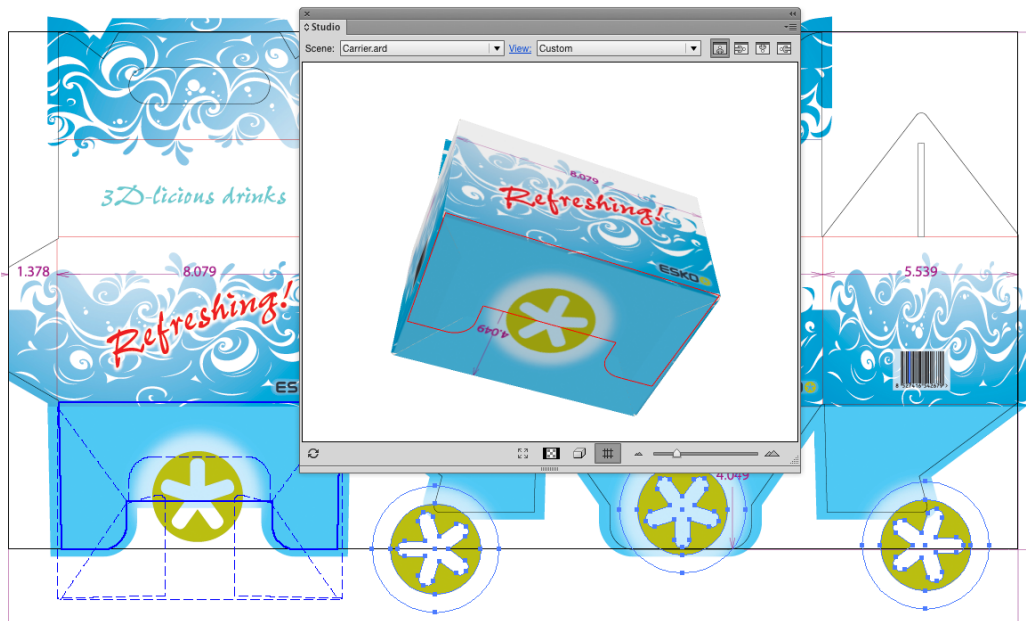 Studio
Scene: Carrier.ard View: Custom
3D-licious drinks
8.079
Refreshing!
ESKO
1.378
8.079
Refreshing!
ES
4.049
5.539
4.049